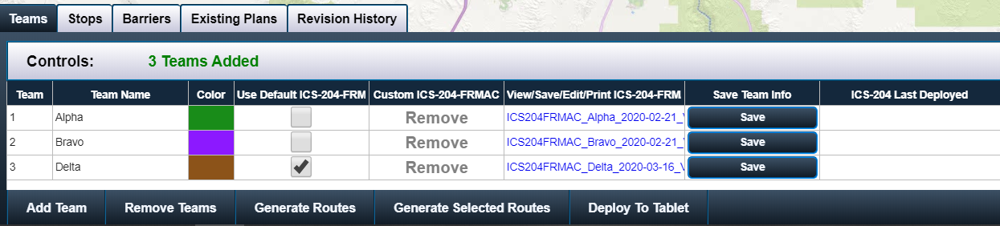 Teams Stops Barriers Existing Plans Revision History
Controls: 3 Teams Added
Team Team Name Color Use Default ICS-204-FRM Custom ICS-204-FRMAC View/Save/Edit/Print ICS-204-FRM Save Team Info ICS-204 Last Deployed
1 Alpha Remove ICS204FRMAC_Alpha_2020-02-21_V Save
2 Bravo Remove ICS204FRMAC_Bravo_2020-02-21_V Save
3 Delta Remove ICS204FRMAC_Delta_2020-03-16_V Save
Add Team Remove Teams Generate Routes Generate Selected Routes Deploy To Tablet